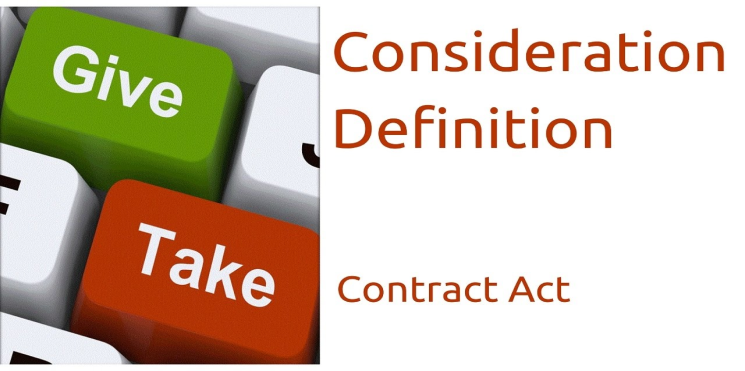 Give
Take
Consideration
Definition
Contract Act